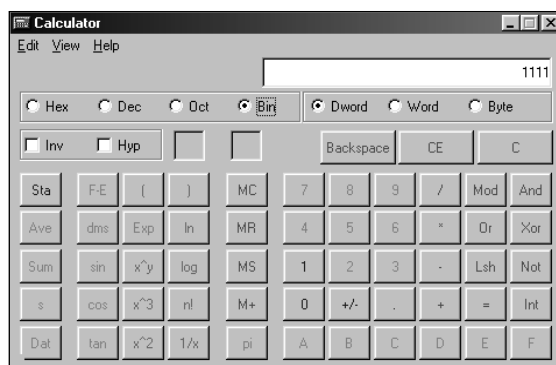 Calculator
Edit View Help
1111
Hex Dec Oct Bin Dword Word Byte
Inv Hyp Backspace CE C
Sta F-E ( ) MC 7 8 9 / Mod And
Ave dms Exp ln MR 4 5 6 * Or Xor
Sum sin x^y log MS 1 2 3 - Lsh Not
s cos x^3 n! M+ 0 +/- . + = Int
Dat tan x^2 1/x pi A B C D E F